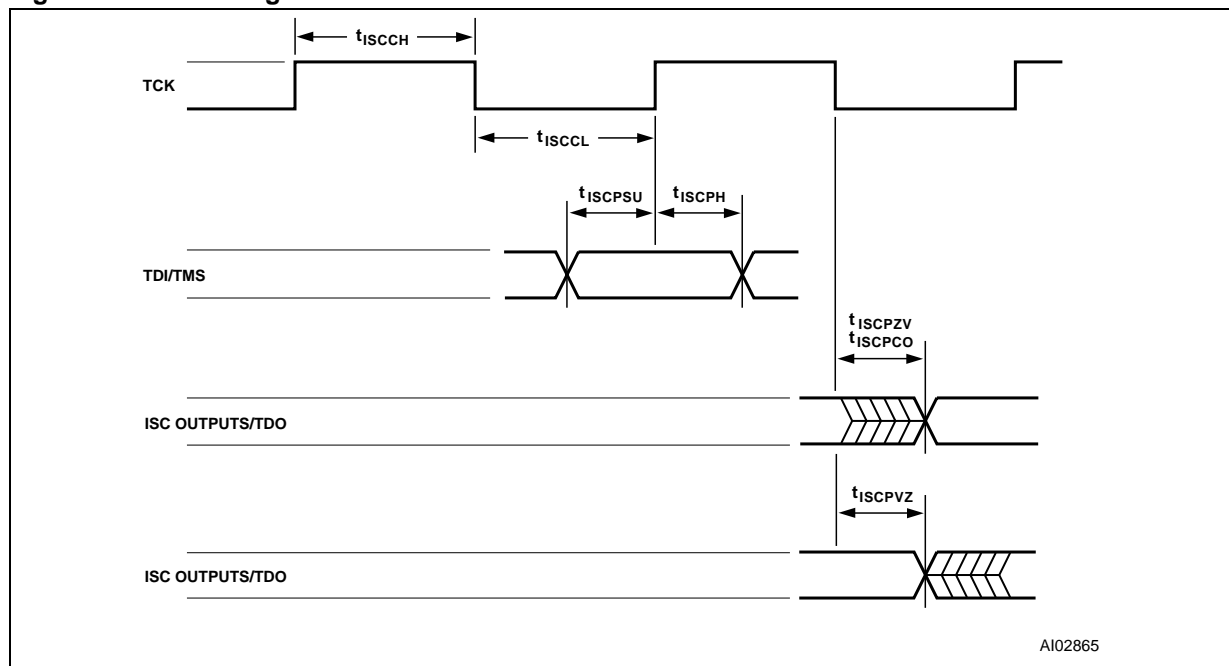 tISCCH
TCK
tISCCL
tISCPSU
tISCPH
TDI/TMS
tISCPZV
tISCPCO
ISC OUTPUTS/TDO
tISCPVZ
ISC OUTPUTS/TDO
AI02865